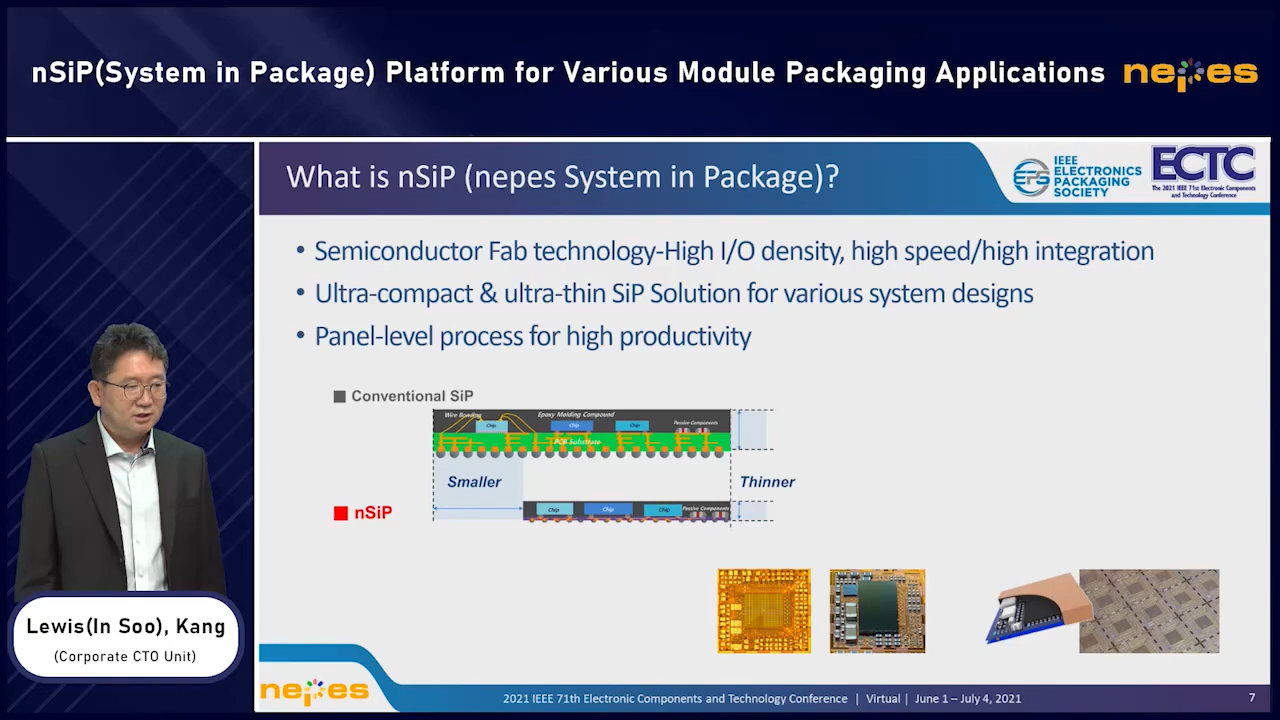 nSiP(System in Package) Platform for Various Module Packaging Applications nepes
What is nSiP (nepes System in Package)?
EPS
IEEE
ELECTRONICS
PACKAGING
SOCIETY
ECTC
The 2021 IEEE 71st Electronic Components
and Technology Conference
• Semiconductor Fab technology-High I/O density, high speed/high integration
• Ultra-compact & ultra-thin SiP Solution for various system designs
• Panel-level process for high productivity
Conventional SiP
Wire Bonding
Epoxy Molding Compound
Chip
Chip
Chip
Passive Components
PCB Substrate
Smaller
Thinner
nSiP
Chip
Chip
Chip
Passive Components
Lewis(In Soo), Kang
(Corporate CTO Unit)
nepes
2021 IEEE 71th Electronic Components and Technology Conference | Virtual | June 1 – July 4, 2021
7